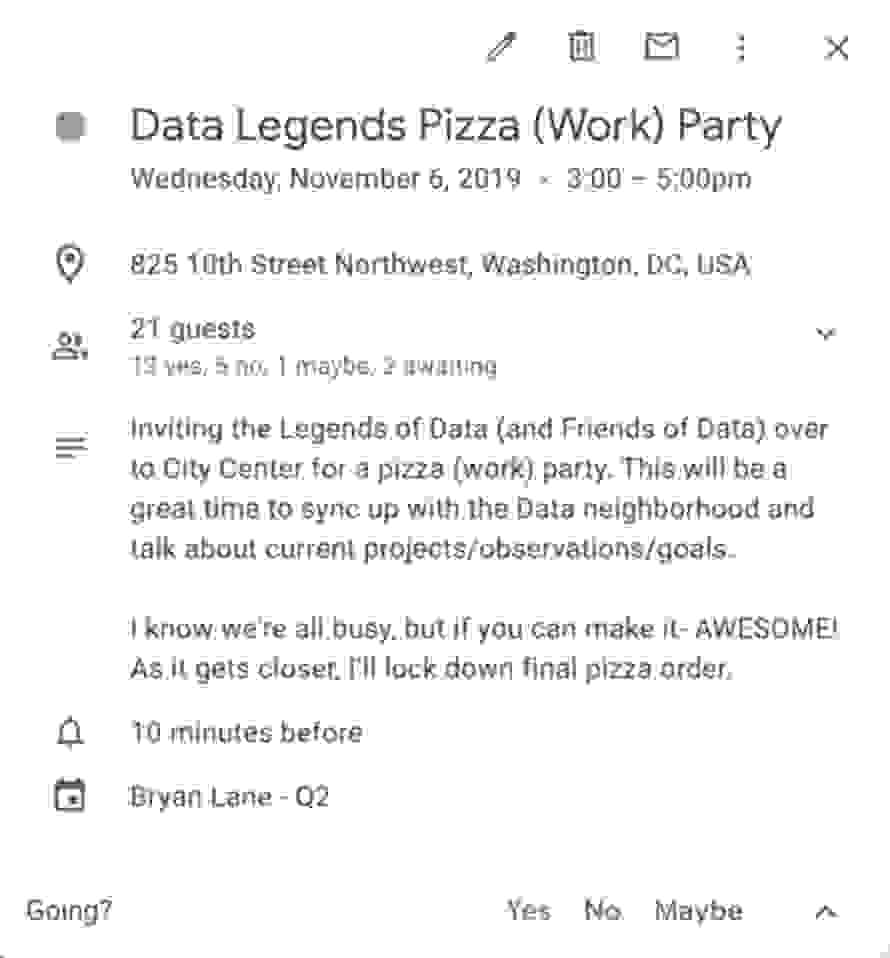 Data Legends Pizza (Work) Party
Wednesday, November 6, 2019 • 3:00 – 5:00pm
825 10th Street Northwest, Washington, DC, USA
21 guests
13 yes, 5 no, 1 maybe, 2 awaiting
Inviting the Legends of Data (and Friends of Data) over
to City Center for a pizza (work) party. This will be a
great time to sync up with the Data neighborhood and
talk about current projects/observations/goals.
I know we're all busy, but if you can make it- AWESOME!
As it gets closer, I'll lock down final pizza order.
10 minutes before
Bryan Lane - Q2
Going? Yes No Maybe